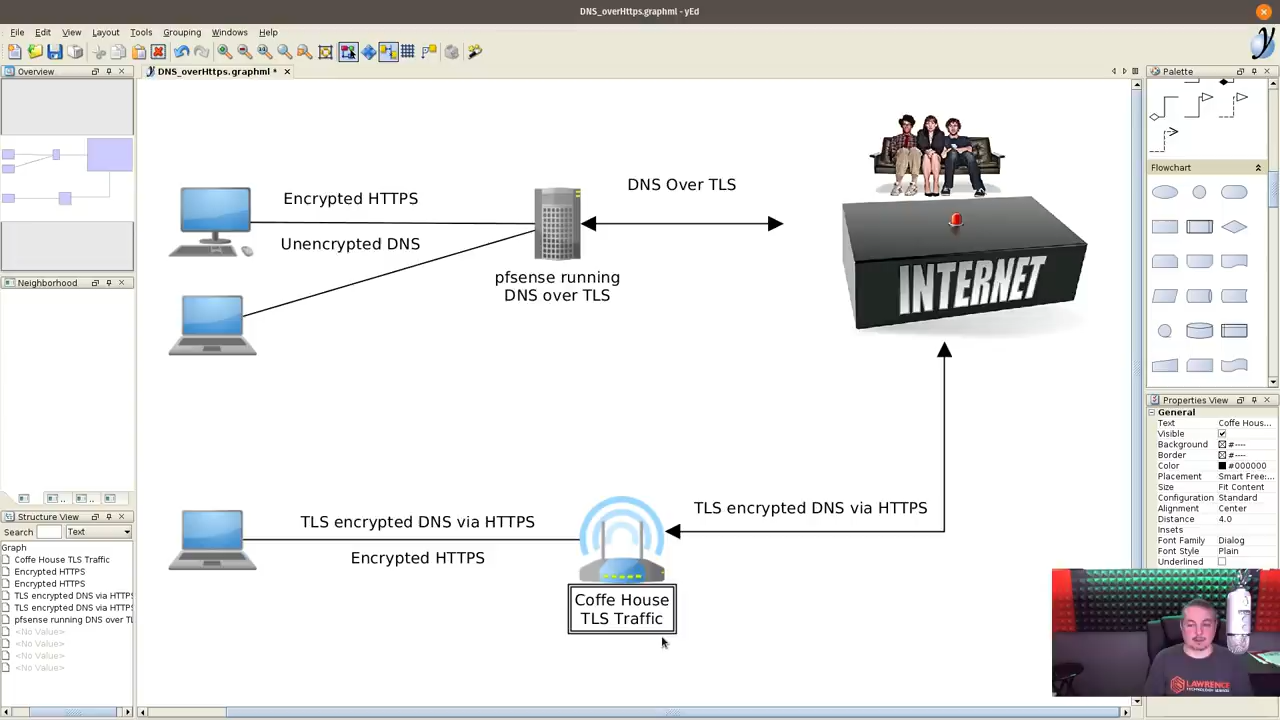 DNS_overHttps.graphml - yEd
File Edit View Layout Tools Grouping Windows Help
Overview
DNS_overHttps.graphml *
Palette
Flowchart
Neighborhood
Structure View
Search Text
Graph
Coffe House TLS Traffic
Encrypted HTTPS
Encrypted HTTPS
TLS encrypted DNS via HTTPS
TLS encrypted DNS via HTTPS
pfsense running DNS over TL
<No Value>
<No Value>
<No Value>
<No Value>
Encrypted HTTPS
Unencrypted DNS
pfsense running
DNS over TLS
DNS Over TLS
INTERNET
TLS encrypted DNS via HTTPS
Encrypted HTTPS
Coffe House
TLS Traffic
TLS encrypted DNS via HTTPS
Properties View
General
Text Coffe Hous...
Visible
Background #----
Border #----
Color #000000
Placement Smart Free:...
Size Fit Content
Configuration Standard
Alignment Center
Distance 4.0
Insets
Font Family Dialog
Font Style Plain
Underlined
LAWRENCE